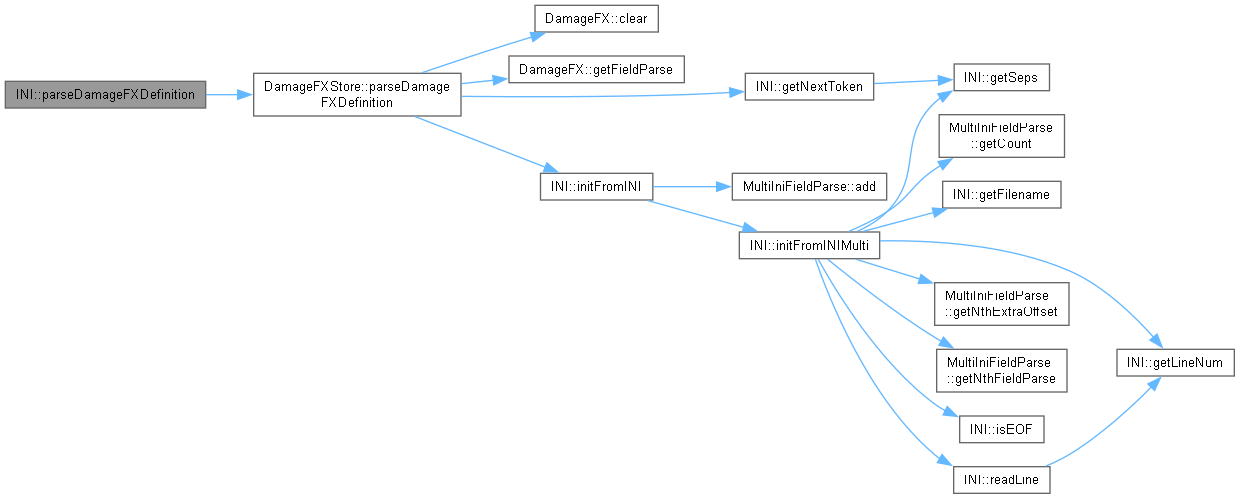 DamageFX::clear
DamageFX::getFieldParse
INI::parseDamageFXDefinition
DamageFXStore::parseDamage
FXDefinition
INI::getNextToken
INI::getSeps
MultiIniFieldParse
::getCount
INI::initFromINI
MultiIniFieldParse::add
INI::getFilename
INI::initFromINIMulti
MultiIniFieldParse
::getNthExtraOffset
MultiIniFieldParse
::getNthFieldParse
INI::getLineNum
INI::isEOF
INI::readLine